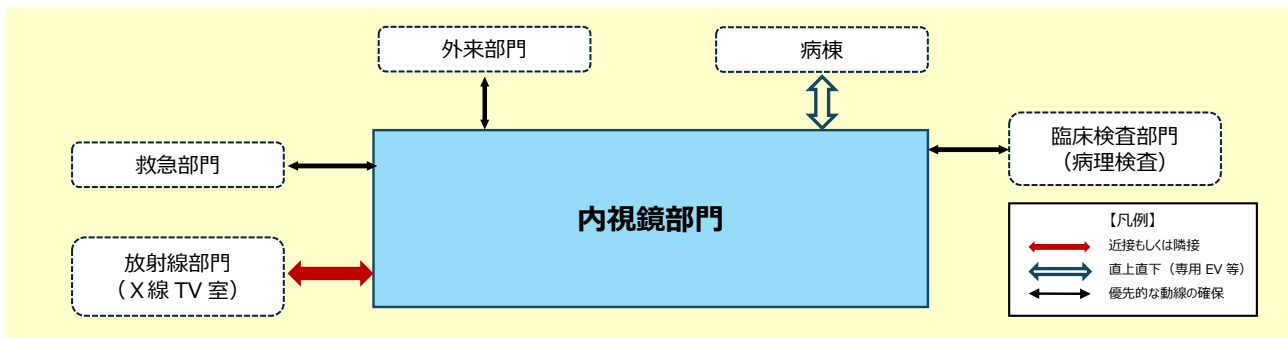 外来部門
病棟
救急部門
臨床検査部門
（病理検査）
内視鏡部門
放射線部門
（Ｘ線 TV 室）
【凡例】
近接もしくは隣接
直上直下（専用 EV 等）
優先的な動線の確保